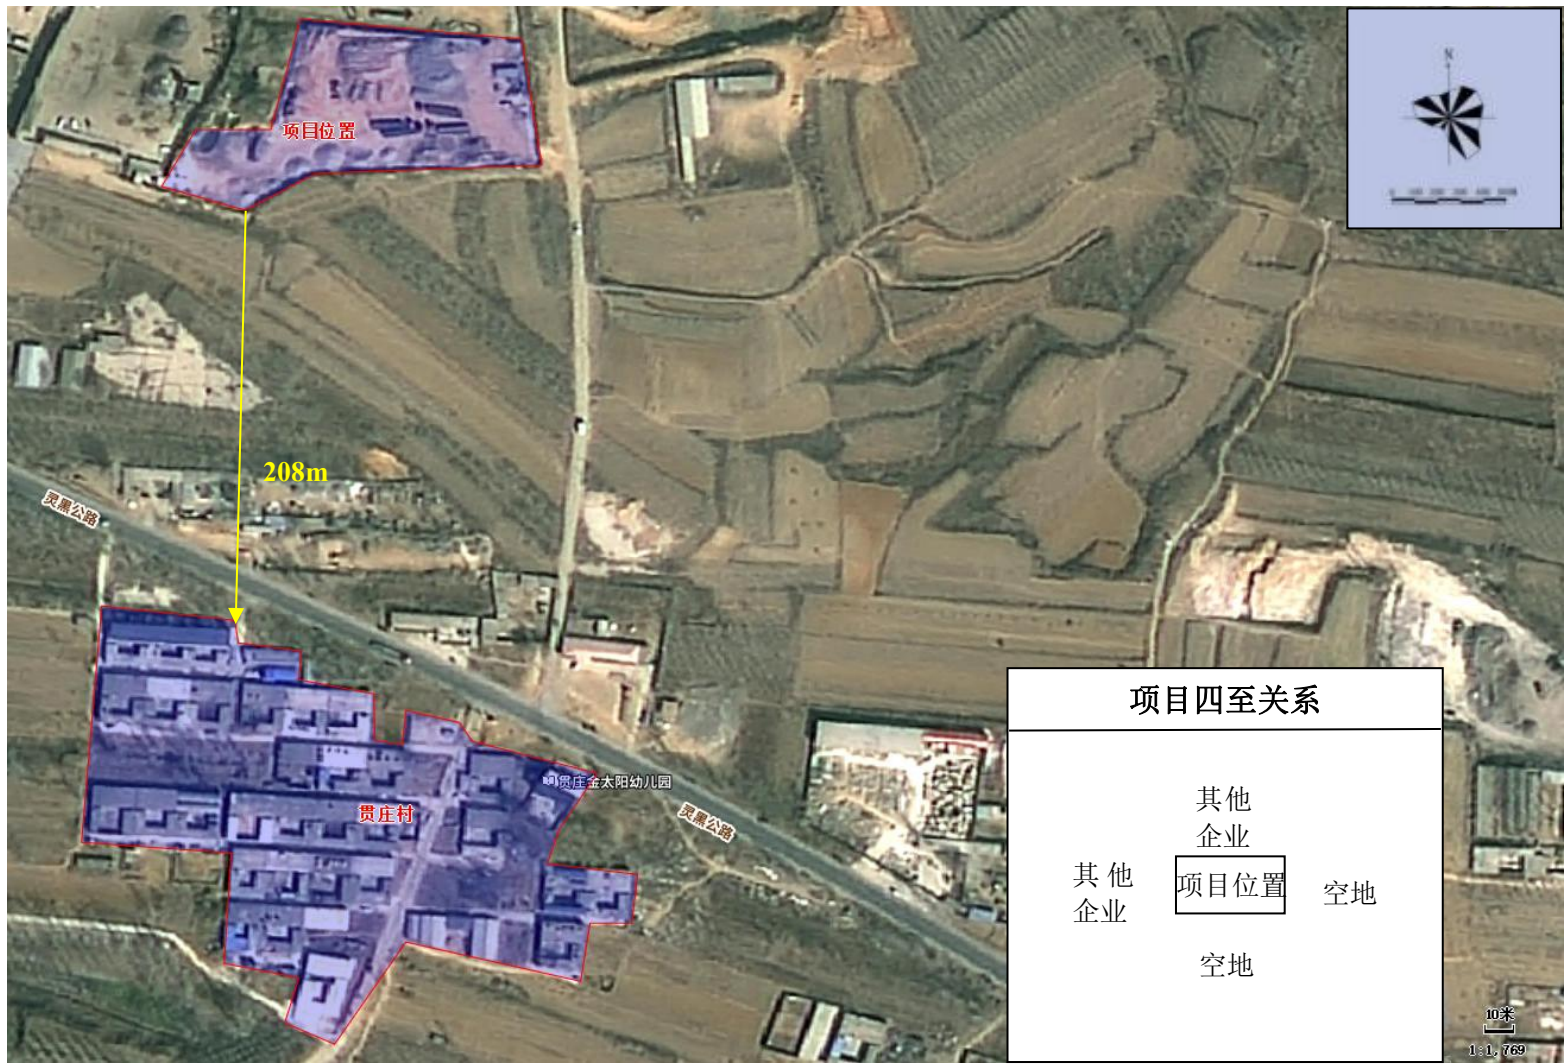 N
项目位置
208m
灵黑公路
贯庄金太阳幼儿园
贯庄村
灵黑公路
项目四至关系
其他
企业
其 他
企业
项目位置
空地
空地
10米
1:1,769